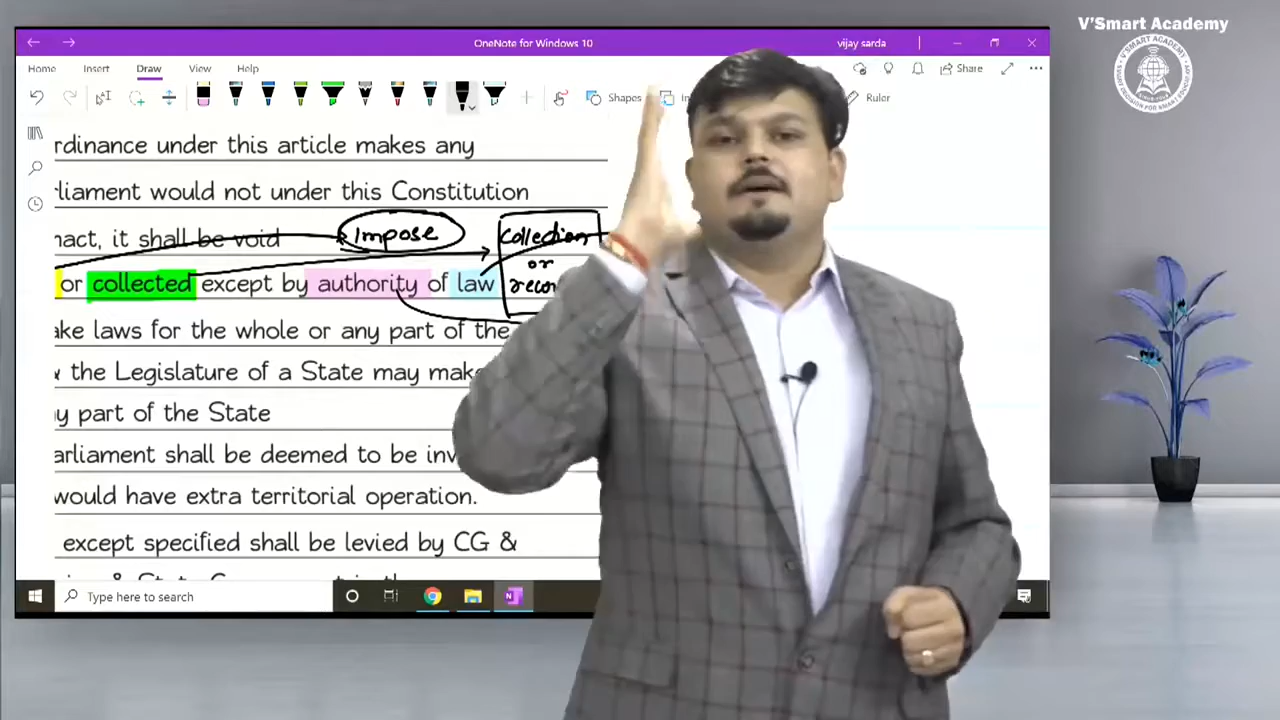 V'Smart Academy
OneNote for Windows 10
vijay sarda
Home Insert Draw View Help
Share
Shapes
Ruler
rdinance under this article makes any
rliament would not under this Constitution
nact, it shall be void
Impose
Collection
or
or collected except by authority of law
ake laws for the whole or any part of the
& the Legislature of a State may make
y part of the State
arliament shall be deemed to be inv
would have extra territorial operation.
except specified shall be levied by CG &
Type here to search